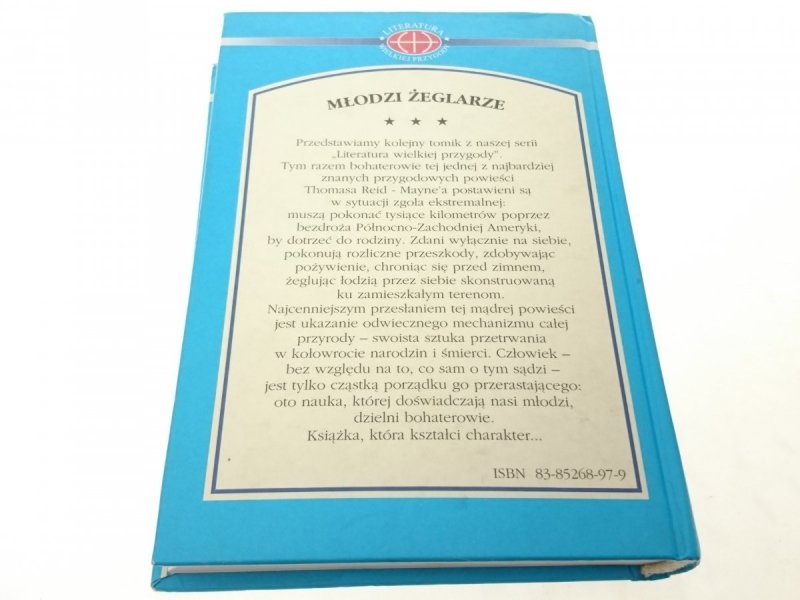 LITERATURA
WIELKIEJ PRZYGODY
MŁODZI ŻEGLARZE
★ ★ ★
Przedstawiamy kolejny tomik z naszej serii
„Literatura wielkiej przygody".
Tym razem bohaterowie tej jednej z najbardziej
znanych przygodowych powieści
Thomasa Reid - Mayne'a postawieni są
w sytuacji zgoła ekstremalnej:
muszą pokonać tysiące kilometrów poprzez
bezdroża Północno-Zachodniej Ameryki,
by dotrzeć do rodziny. Zdani wyłącznie na siebie,
pokonują rozliczne przeszkody, zdobywając
pożywienie, chroniąc się przed zimnem,
żeglując łodzią przez siebie skonstruowaną
ku zamieszkałym terenom.
Najcenniejszym przesłaniem tej mądrej powieści
jest ukazanie odwiecznego mechanizmu całej
przyrody – swoista sztuka przetrwania
w kołowrocie narodzin i śmierci. Człowiek –
bez względu na to, co sam o tym sądzi –
jest tylko cząstką porządku go przerastającego:
oto nauka, której doświadczają nasi młodzi,
dzielni bohaterowie.
Książka, która kształci charakter...
ISBN 83-85268-97-9